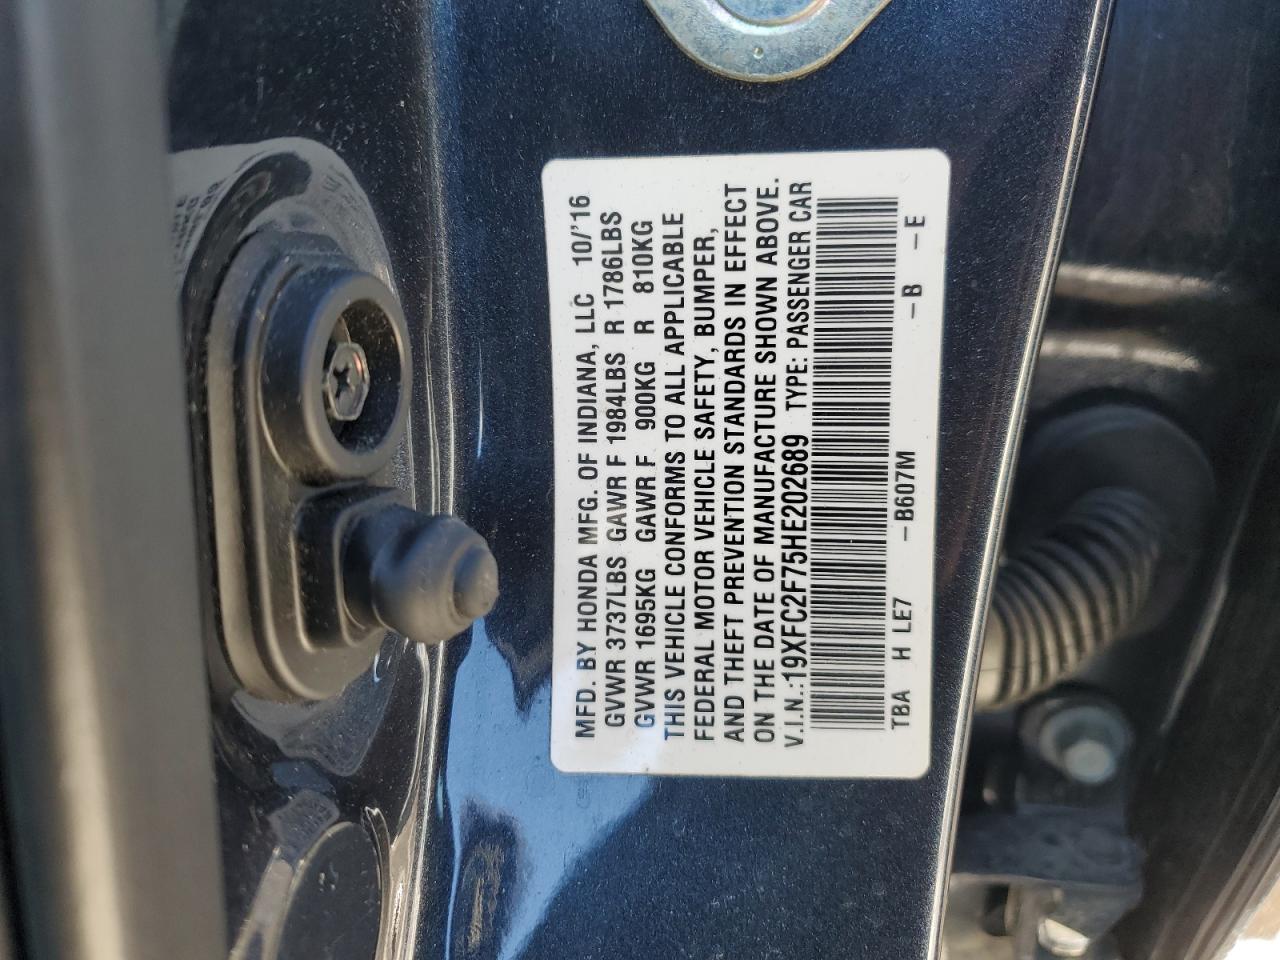 MFD. BY HONDA MFG. OF INDIANA, LLC 10/'16
GVWR 3737LBS GAWR F 1984LBS R 1786LBS
GVWR 1695KG GAWR F 900KG R 810KG
THIS VEHICLE CONFORMS TO ALL APPLICABLE
FEDERAL MOTOR VEHICLE SAFETY, BUMPER,
AND THEFT PREVENTION STANDARDS IN EFFECT
ON THE DATE OF MANUFACTURE SHOWN ABOVE.
V.I.N.:19XFC2F75HE202689 TYPE: PASSENGER CAR
TBA H LE7 -B607M -B -E